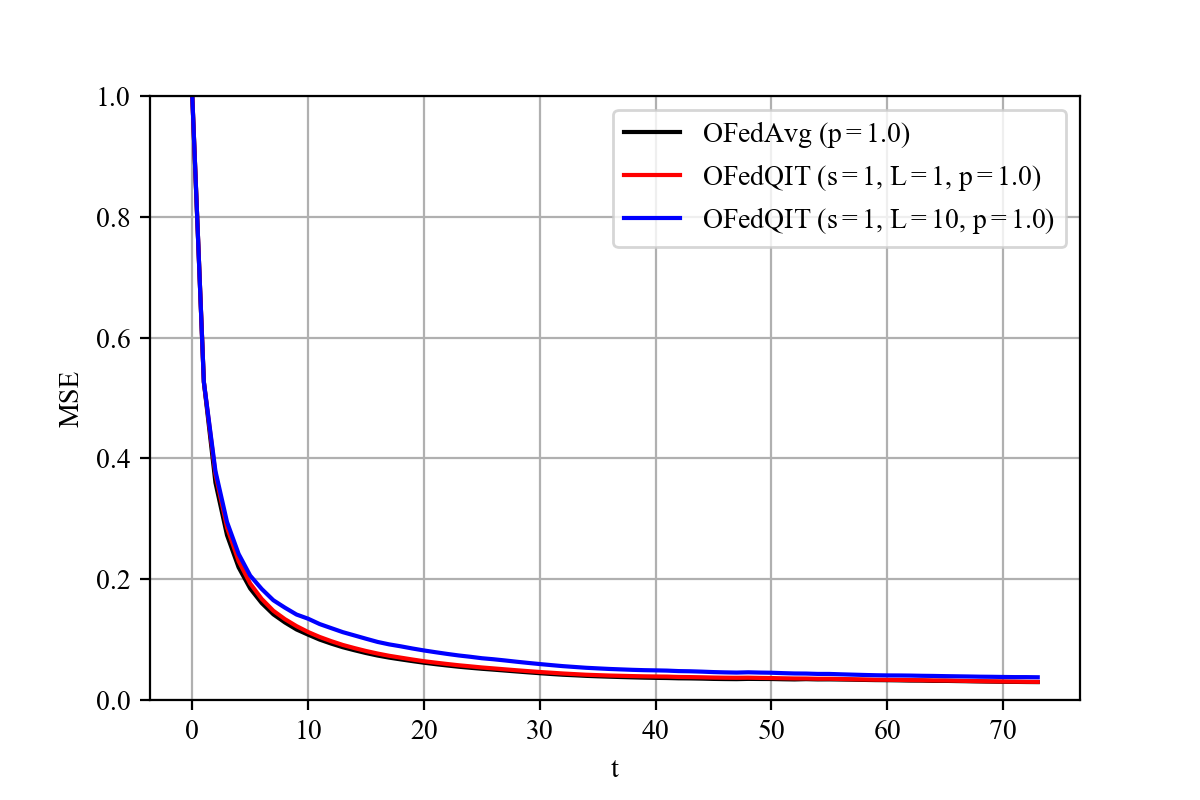 1.0
0.8
0.6
0.4
0.2
0.0
MSE
OFedAvg (p = 1.0)
OFedQIT (s = 1, L = 1, p = 1.0)
OFedQIT (s = 1, L = 10, p = 1.0)
0 10 20 30 40 50 60 70
t